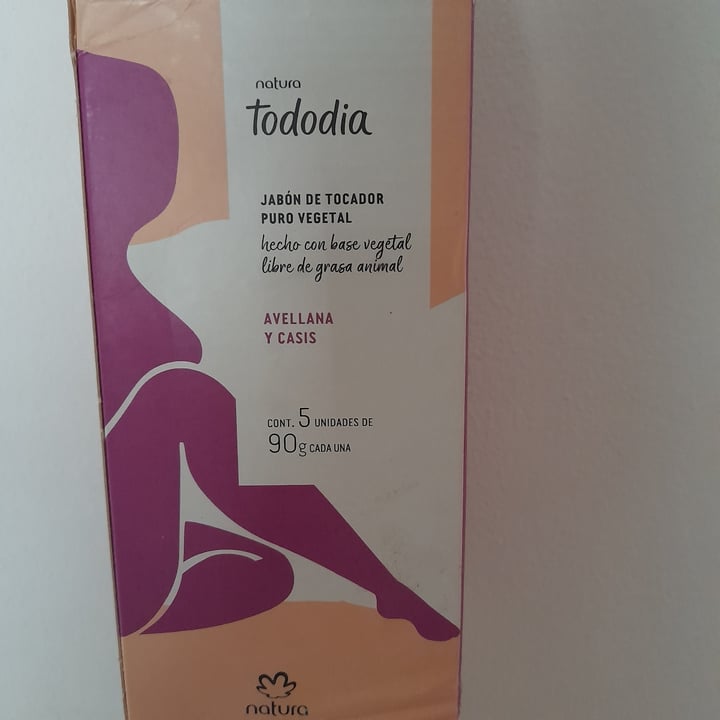 natura
tododia
JABÓN DE TOCADOR
PURO VEGETAL
hecho con base vegetal
libre de grasa animal
AVELLANA
Y CASIS
CONT. 5 UNIDADES DE
90g CADA UNA
natura